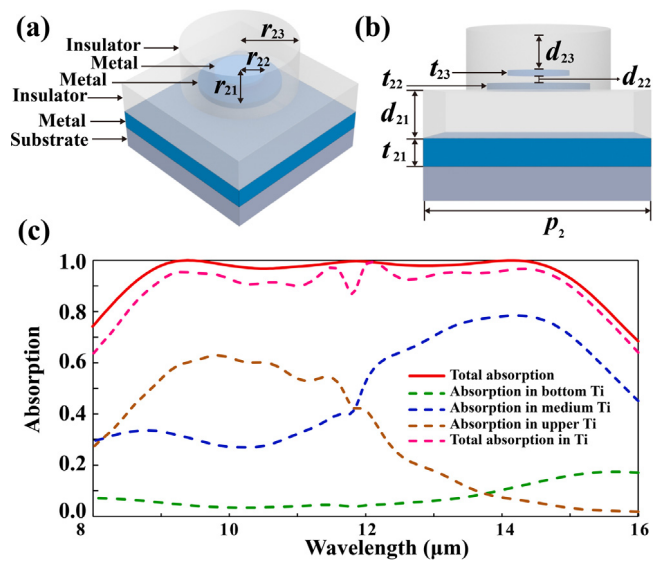 (a)
Insulator
Metal
Metal
Insulator
Metal
Substrate
r23
r22
r21
(b)
d23
t23
t22
d22
d21
t21
p2
(c)
Absorption
1.0
0.8
0.6
0.4
0.2
0.0
Total absorption
Absorption in bottom Ti
Absorption in medium Ti
Absorption in upper Ti
Total absorption in Ti
8 10 12 14 16
Wavelength (μm)